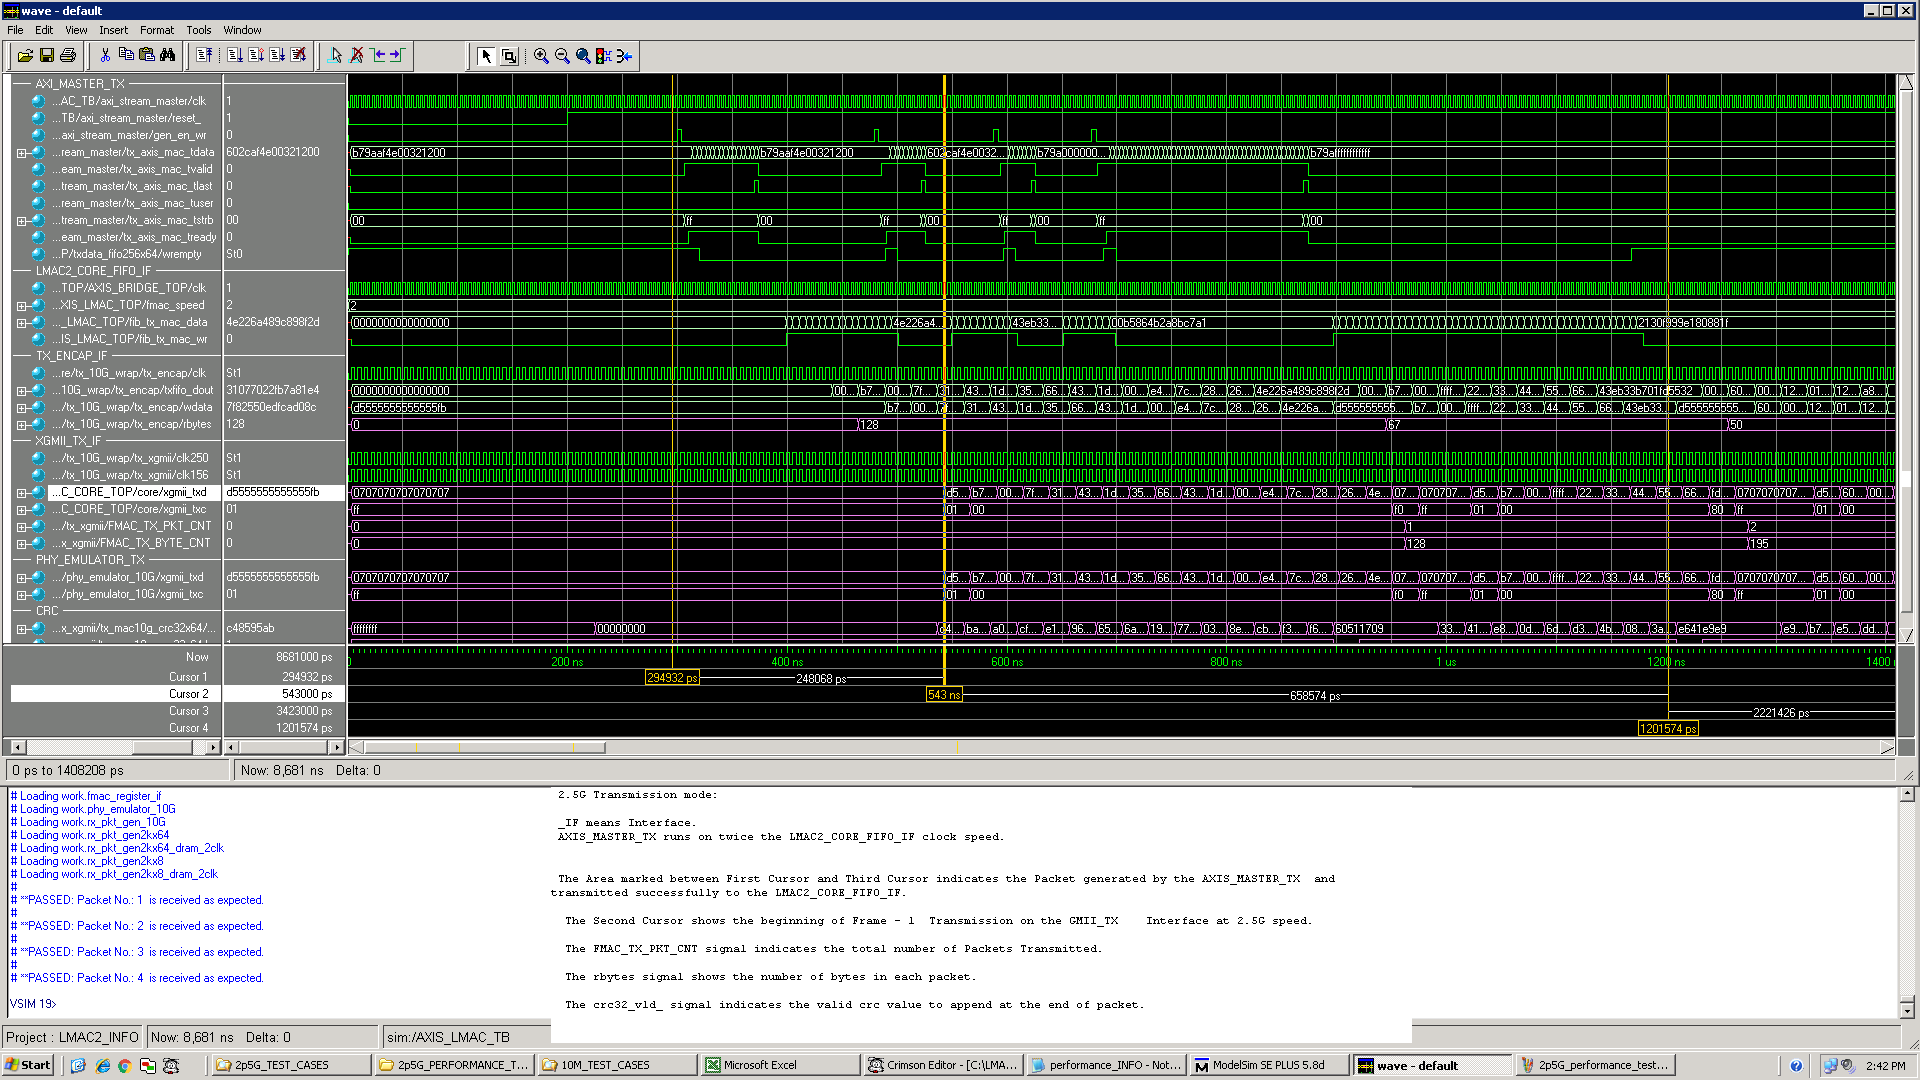 wave - default
File Edit View Insert Format Tools Window
AXI_MASTER_TX
...AC_TB/axi_stream_master/clk 1
...TB/axi_stream_master/reset_ 1
...axi_stream_master/gen_en_wr 0
...ream_master/tx_axis_mac_tdata 602caf4e00321200 b79aaf4e00321200 b79aaf4e00321200 602caf4e0032... b79a000000... b79affffffffffff
...eam_master/tx_axis_mac_tvalid 0
...tream_master/tx_axis_mac_tlast 0
...ream_master/tx_axis_mac_tuser 0
...tream_master/tx_axis_mac_tstrb 00 00 ff 00 ff 00 ff 00 ff 00
...eam_master/tx_axis_mac_tready 0
...P/txdata_fifo256x64/wrempty St0
LMAC2_CORE_FIFO_IF
...TOP/AXIS_BRIDGE_TOP/clk 1
...XIS_LMAC_TOP/fmac_speed 2 2
..._LMAC_TOP/fib_tx_mac_data 4e226a489c898f2d 0000000000000000 4e226a4... 43eb33... 00b5864b2a8bc7a1 2130f999e180881f
...IS_LMAC_TOP/fib_tx_mac_wr 0
TX_ENCAP_IF
...re/tx_10G_wrap/tx_encap/clk St1
...10G_wrap/tx_encap/txfifo_dout 31077022fb7a81e4 0000000000000000 00... b7... 00... 7f... 31... 43... 1d... 35... 66... 43... 1d... 00... e4... 7c... 28... 26... 4e226a489c898f2d 00... b7... 00... ffff... 22... 33... 44... 55... 66... 43eb33b701fd5532 00... 60... 00... 12... 01... 12... a8...
.../tx_10G_wrap/tx_encap/wdata 7f82550edfcad08c d5555555555555fb b7... 00... 7f... 31... 43... 1d... 35... 66... 43... 1d... 00... e4... 7c... 28... 26... 4e226a... d555555555... b7... 00... ffff... 22... 33... 44... 55... 66... 43eb33... d555555555... 60... 00... 12... 01... 12...
.../tx_10G_wrap/tx_encap/rbytes 128 0 128 67 50
XGMII_TX_IF
.../tx_10G_wrap/tx_xgmii/clk250 St1
.../tx_10G_wrap/tx_xgmii/clk156 St1
...C_CORE_TOP/core/xgmii_txd d5555555555555fb 0707070707070707 d5... b7... 00... 7f... 31... 43... 1d... 35... 66... 43... 1d... 00... e4... 7c... 28... 26... 4e... 07... 070707... d5... b7... 00... ffff... 22... 33... 44... 55... 66... fd... 0707070707... d5... 60... 00...
...C_CORE_TOP/core/xgmii_txc 01 ff 01 00 f0 ff 01 00 80 ff 01 00
.../tx_xgmii/FMAC_TX_PKT_CNT 0 0 1 2
...x_xgmii/FMAC_TX_BYTE_CNT 0 0 128 195
PHY_EMULATOR_TX
.../phy_emulator_10G/xgmii_txd d5555555555555fb 0707070707070707 d5... b7... 00... 7f... 31... 43... 1d... 35... 66... 43... 1d... 00... e4... 7c... 28... 26... 4e... 07... 070707... d5... b7... 00... ffff... 22... 33... 44... 55... 66... fd... 0707070707... d5... 60... 00...
.../phy_emulator_10G/xgmii_txc 01 ff 01 00 f0 ff 01 00 80 ff 01 00
CRC
...x_xgmii/tx_mac10g_crc32x64/... c48595ab ffffffff 00000000 c4... ba... a0... cf... e1... 96... 65... 6a... 19... 77... 03... 8e... cb... f3... f6... 60511709 33... 41... e8... 0d... 6d... d3... 4b... 08... 3a... e641e9e9 e9... b7... e5... dd...
Now 8681000 ps 200 ns 400 ns 600 ns 800 ns 1 us 1200 ns 1400
Cursor 1 294932 ps 294932 ps 248068 ps
Cursor 2 543000 ps 543 ns 658574 ps
Cursor 3 3423000 ps 2221426 ps
Cursor 4 1201574 ps 1201574 ps
0 ps to 1408208 ps Now: 8,681 ns Delta: 0
# Loading work.fmac_register_if
# Loading work.phy_emulator_10G
# Loading work.rx_pkt_gen_10G
# Loading work.rx_pkt_gen2kx64
# Loading work.rx_pkt_gen2kx64_dram_2clk
# Loading work.rx_pkt_gen2kx8
# Loading work.rx_pkt_gen2kx8_dram_2clk
#
# **PASSED: Packet No.: 1 is received as expected.
#
# **PASSED: Packet No.: 2 is received as expected.
#
# **PASSED: Packet No.: 3 is received as expected.
#
# **PASSED: Packet No.: 4 is received as expected.
VSIM 19>
2.5G Transmission mode:
_IF means Interface.
AXIS_MASTER_TX runs on twice the LMAC2_CORE_FIFO_IF clock speed.
The Area marked between First Cursor and Third Cursor indicates the Packet generated by the AXIS_MASTER_TX and
transmitted successfully to the LMAC2_CORE_FIFO_IF.
The Second Cursor shows the beginning of Frame - 1 Transmission on the GMII_TX Interface at 2.5G speed.
The FMAC_TX_PKT_CNT signal indicates the total number of Packets Transmitted.
The rbytes signal shows the number of bytes in each packet.
The crc32_vld_ signal indicates the valid crc value to append at the end of packet.
Project : LMAC2_INFO Now: 8,681 ns Delta: 0 sim:/AXIS_LMAC_TB
Start 2p5G_TEST_CASES 2p5G_PERFORMANCE_T... 10M_TEST_CASES Microsoft Excel Crimson Editor - [C:\LMA... performance_INFO - Not... ModelSim SE PLUS 5.8d wave - default 2p5G_performance_test... 2:42 PM